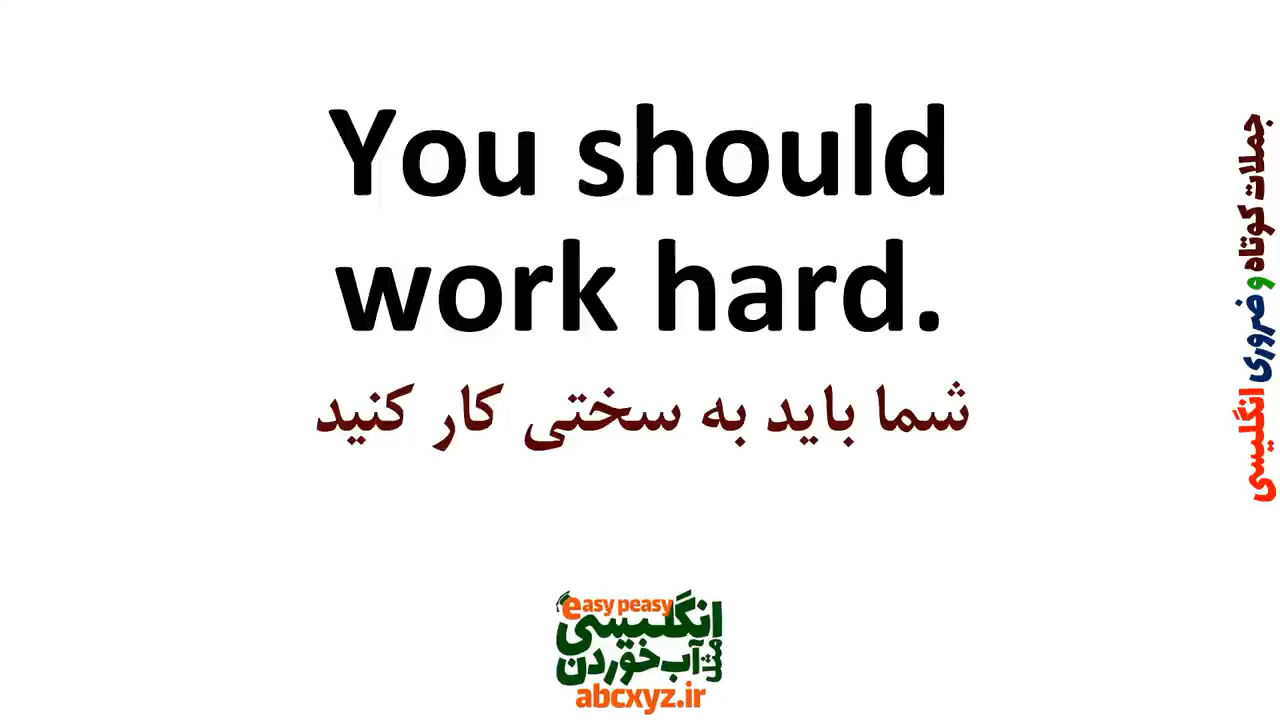 You should
work hard.
شما باید به سختی کار کنید
جملات کوتاه و ضروری انگلیسی
easy peasy
انگلیسی
مثل آب خوردن
abcxyz.ir